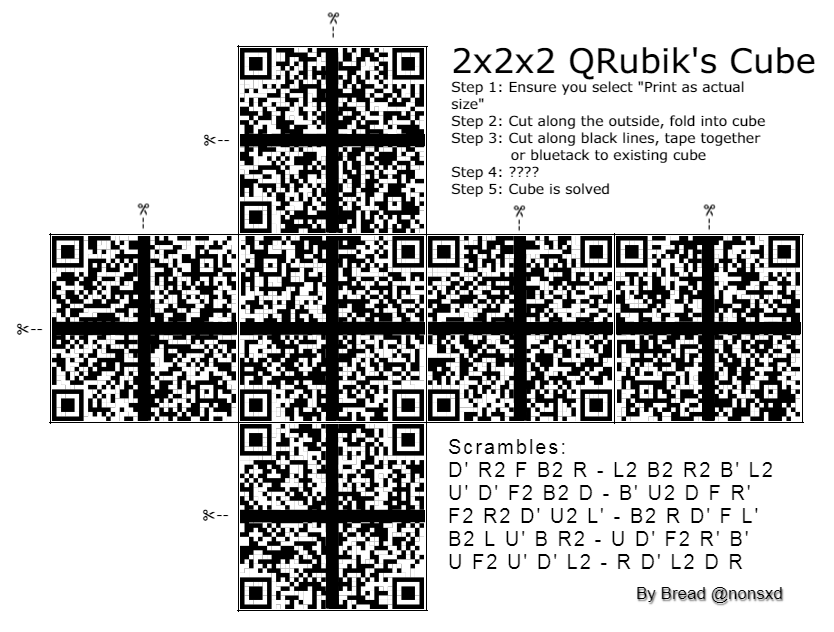 2x2x2 QRubik's Cube
Step 1: Ensure you select "Print as actual
size"
Step 2: Cut along the outside, fold into cube
Step 3: Cut along black lines, tape together
or bluetack to existing cube
Step 4: ????
Step 5: Cube is solved
Scrambles:
D' R2 F B2 R - L2 B2 R2 B' L2
U' D' F2 B2 D - B' U2 D F R'
F2 R2 D' U2 L' - B2 R D' F L'
B2 L U' B R2 - U D' F2 R' B'
U F2 U' D' L2 - R D' L2 D R
By Bread @nonsxd